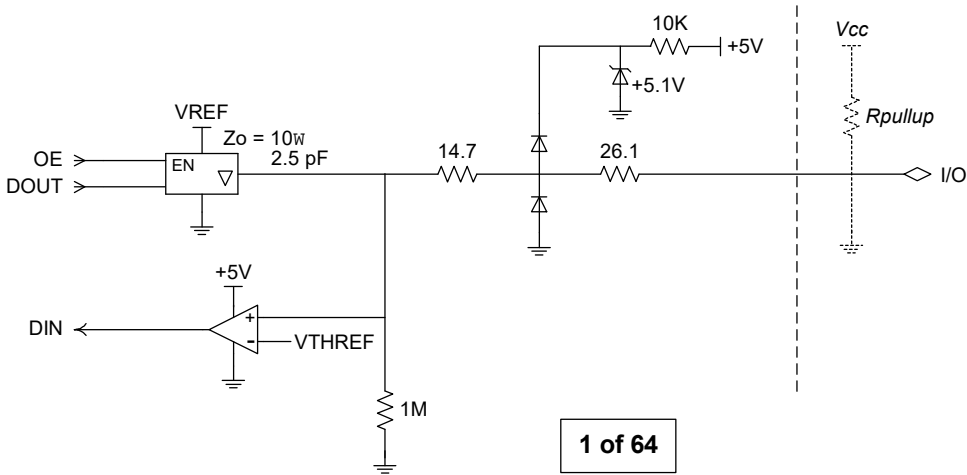 10K
+5V
Vcc
+5.1V
Rpullup
VREF
Zo = 10W
2.5 pF
OE
EN
DOUT
14.7
26.1
I/O
+5V
DIN
+
-
VTHREF
1M
1 of 64